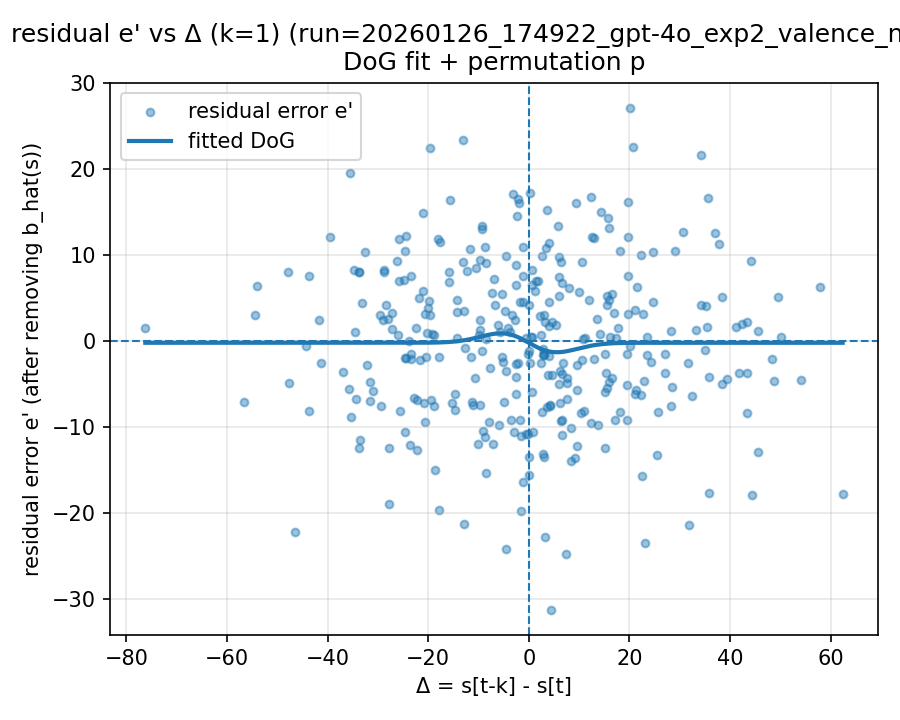 residual e' vs Δ (k=1) (run=20260126_174922_gpt-4o_exp2_valence_n
DoG fit + permutation p
residual error e'
fitted DoG
residual error e' (after removing b_hat(s))
30
20
10
0
−10
−20
−30
−80
−60
−40
−20
0
20
40
60
Δ = s[t-k] - s[t]